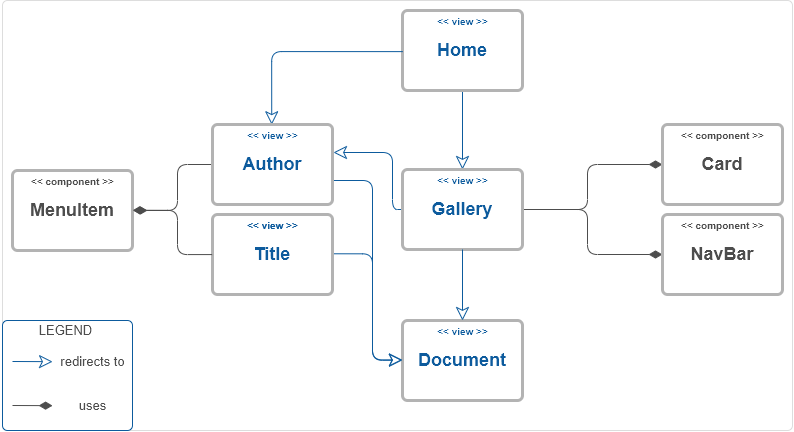 << view >>
Home
<< view >>
Author
<< component >>
Card
<< component >>
MenuItem
<< view >>
Gallery
<< view >>
Title
<< component >>
NavBar
<< view >>
Document
LEGEND
redirects to
uses